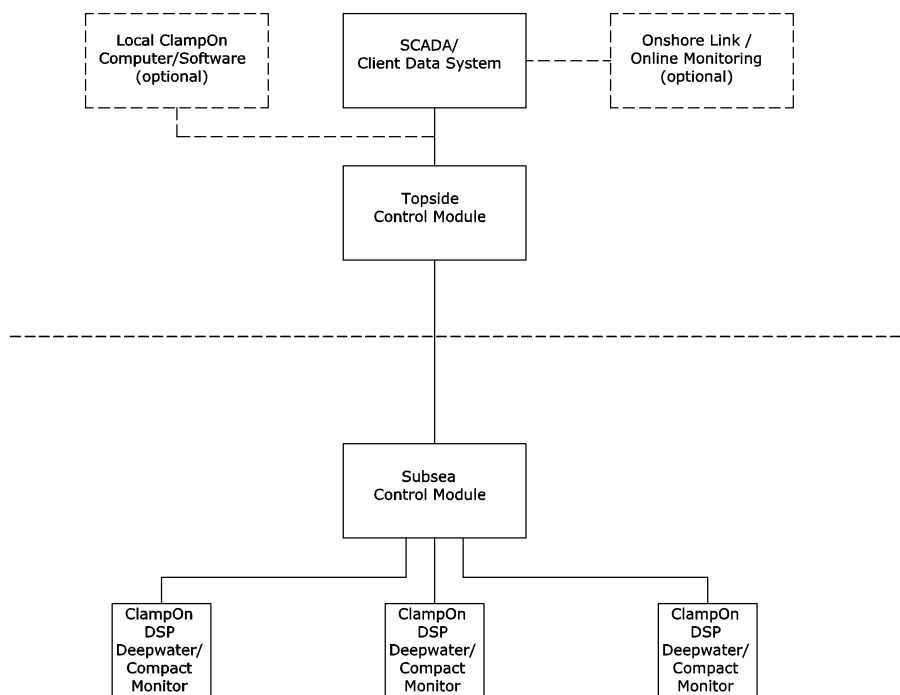 Local ClampOn
Computer/Software
(optional)
SCADA/
Client Data System
Onshore Link /
Online Monitoring
(optional)
Topside
Control Module
Subsea
Control Module
ClampOn
DSP
Deepwater/
Compact
Monitor
ClampOn
DSP
Deepwater/
Compact
Monitor
ClampOn
DSP
Deepwater/
Compact
Monitor